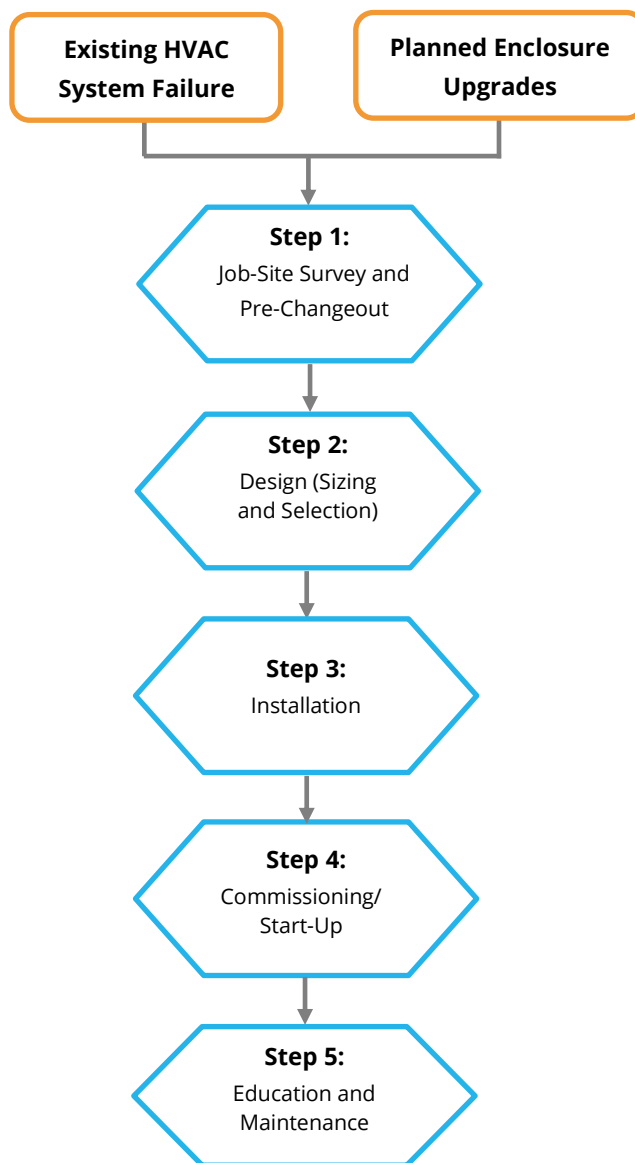 Existing HVAC
System Failure
Planned Enclosure
Upgrades
Step 1:
Job-Site Survey and
Pre-Changeout
Step 2:
Design (Sizing
and Selection)
Step 3:
Installation
Step 4:
Commissioning/
Start-Up
Step 5:
Education and
Maintenance